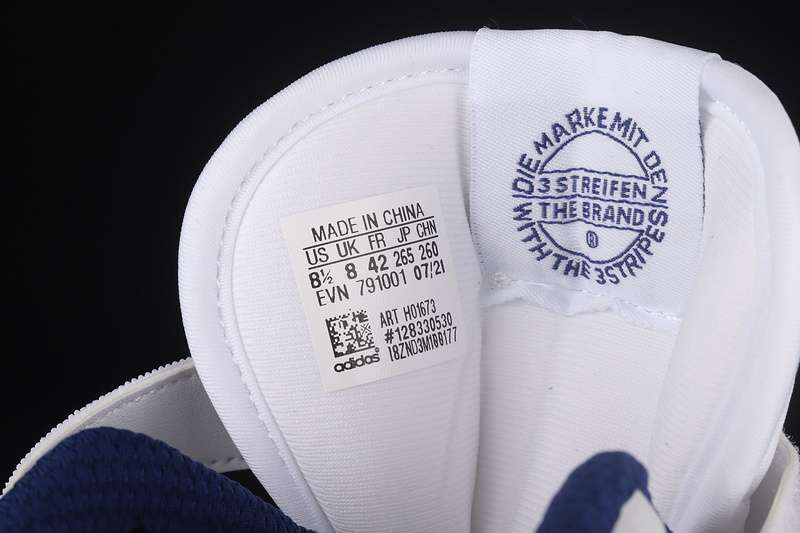 MADE IN CHINA
US UK FR JP CHN
8½ 8 42 265 260
EVN 791001 07/21
ART H01673
#128330530
18ZND3M188177
adidas®
DIE MARKE MIT DEN
3 STREIFEN
THE BRAND
®
WITH THE 3 STRIPES